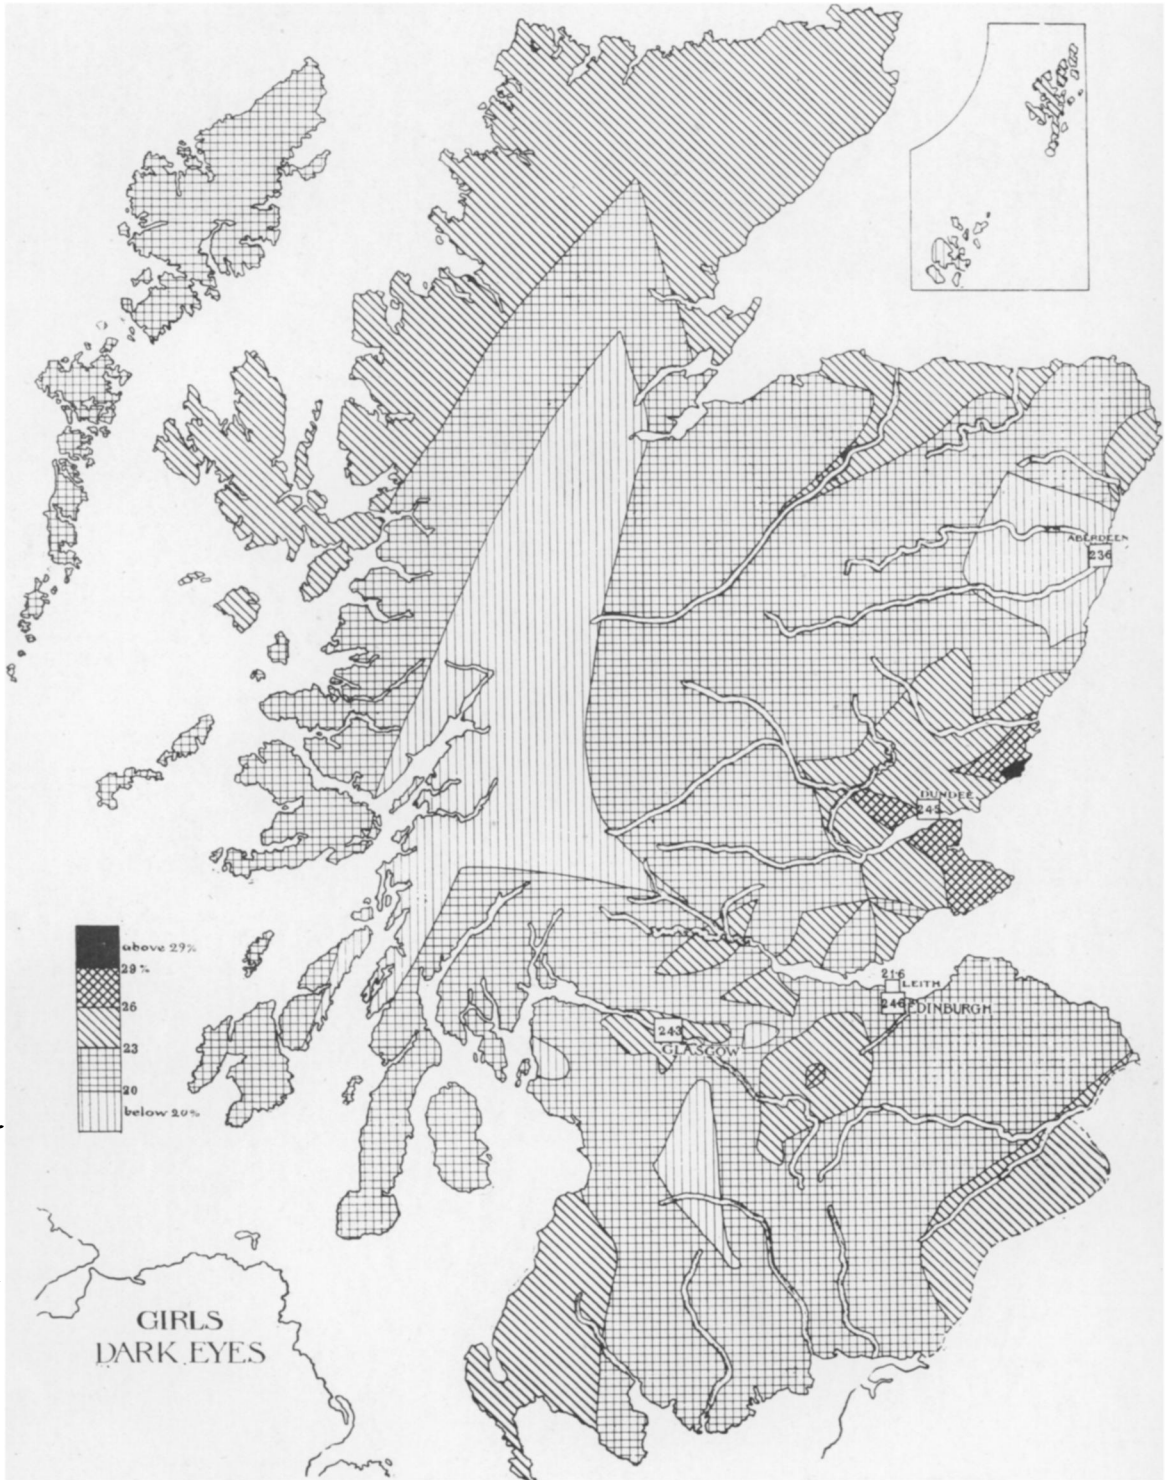 ABERDEEN
236
DUNDEE
245
216
LEITH
246
EDINBURGH
243
GLASGOW
above 29%
29%
26
23
20
below 20%
GIRLS
DARK EYES